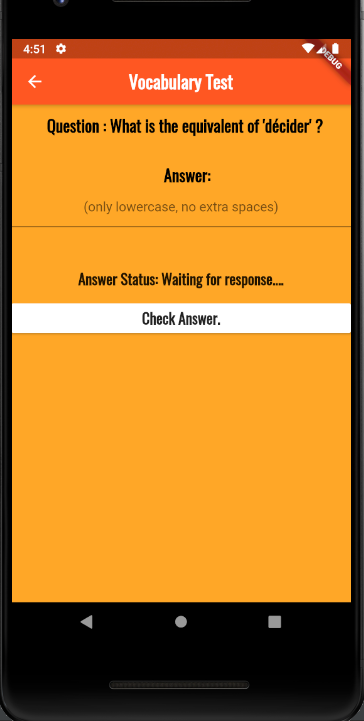 4:51
DEBUG
Vocabulary Test
Question : What is the equivalent of 'décider' ?
Answer:
(only lowercase, no extra spaces)
Answer Status: Waiting for response....
Check Answer.